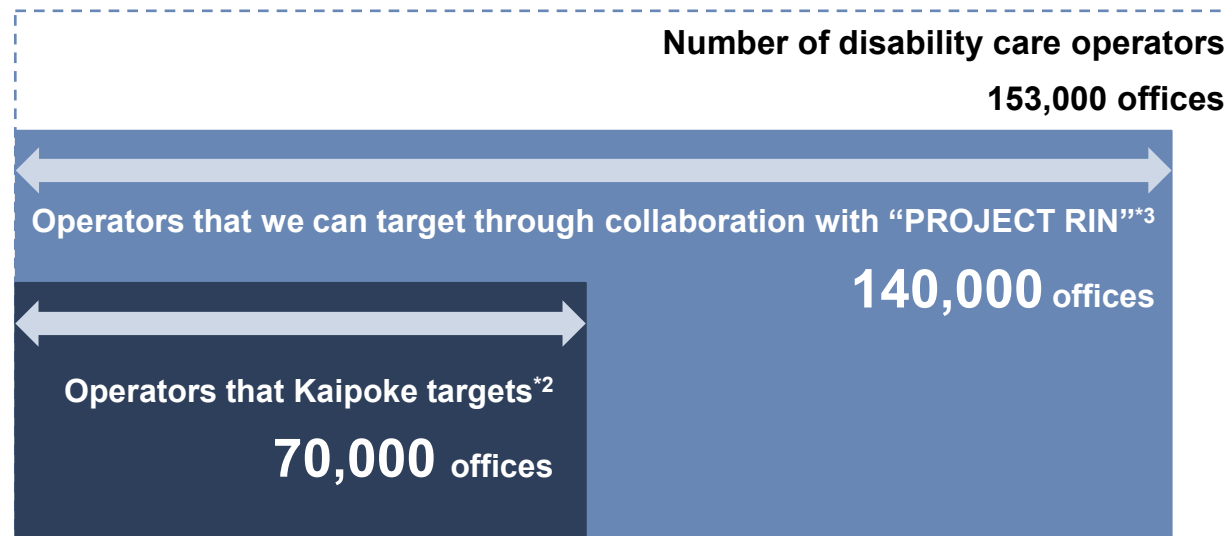 Number of disability care operators
153,000 offices
Operators that we can target through collaboration with “PROJECT RIN”*3
140,000 offices
Operators that Kaipoke targets*2
70,000 offices